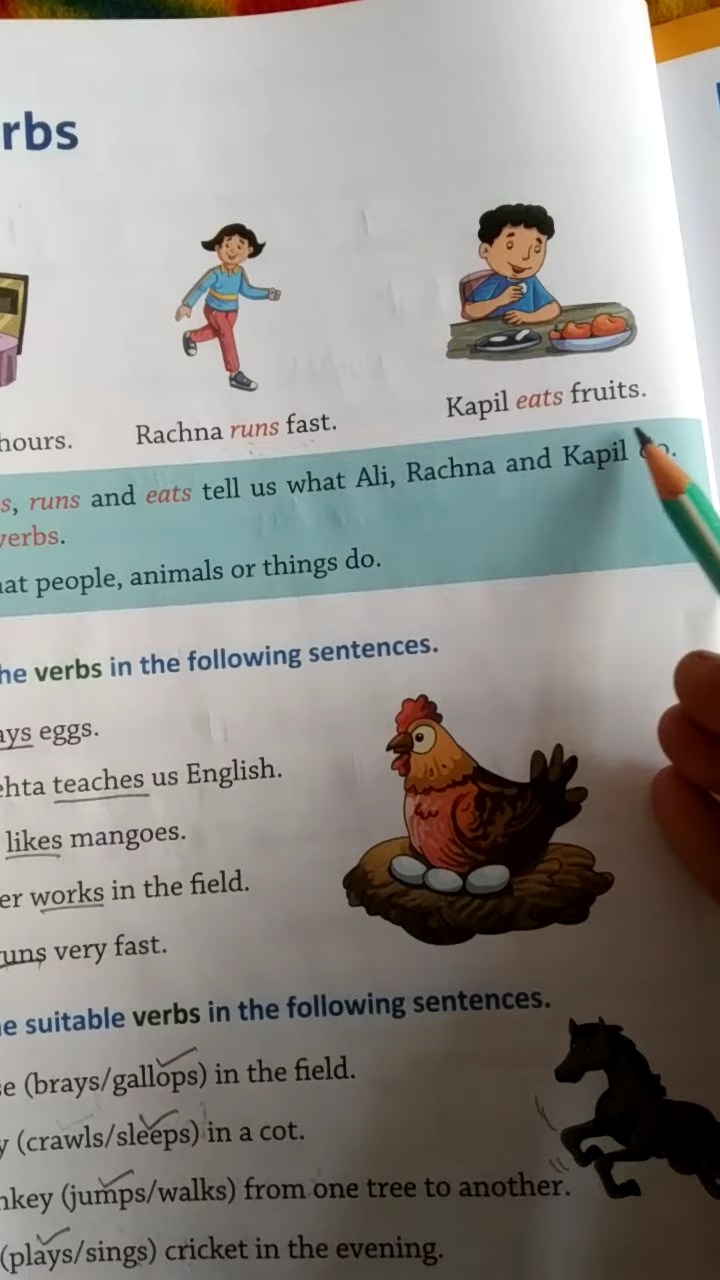 rbs
hours.
Rachna runs fast.
Kapil eats fruits.
s, runs and eats tell us what Ali, Rachna and Kapil do.
verbs.
at people, animals or things do.
he verbs in the following sentences.
ays eggs.
ehta teaches us English.
likes mangoes.
er works in the field.
uns very fast.
e suitable verbs in the following sentences.
se (brays/gallops) in the field.
y (crawls/sleeps) in a cot.
nkey (jumps/walks) from one tree to another.
(plays/sings) cricket in the evening.